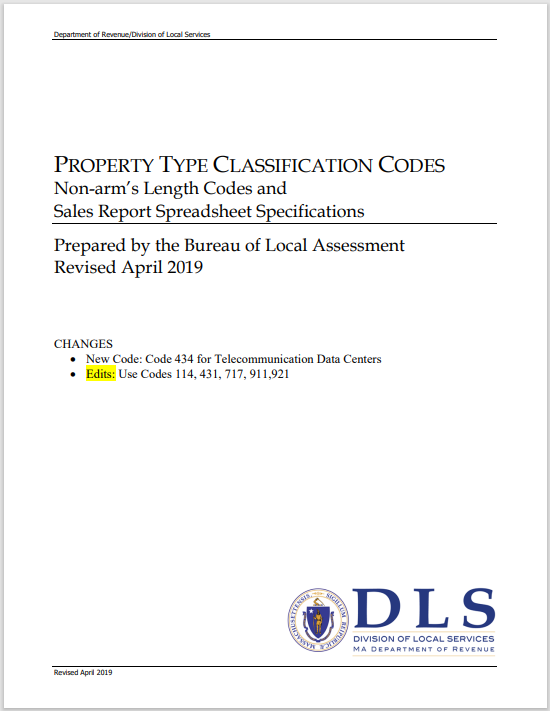 Department of Revenue/Division of Local Services
PROPERTY TYPE CLASSIFICATION CODES
Non-arm's Length Codes and
Sales Report Spreadsheet Specifications
Prepared by the Bureau of Local Assessment
Revised April 2019
CHANGES
• New Code: Code 434 for Telecommunication Data Centers
• Edits: Use Codes 114, 431, 717, 911,921
DLS
DIVISION OF LOCAL SERVICES
MA DEPARTMENT OF REVENUE
Revised April 2019